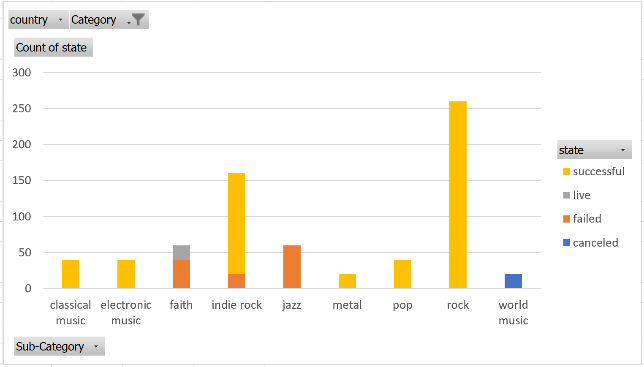 country
Category
Count of state
300
250
200
150
100
50
0
classical
music
electronic
music
faith
indie rock
jazz
metal
pop
rock
world
music
state
successful
live
failed
canceled
Sub-Category